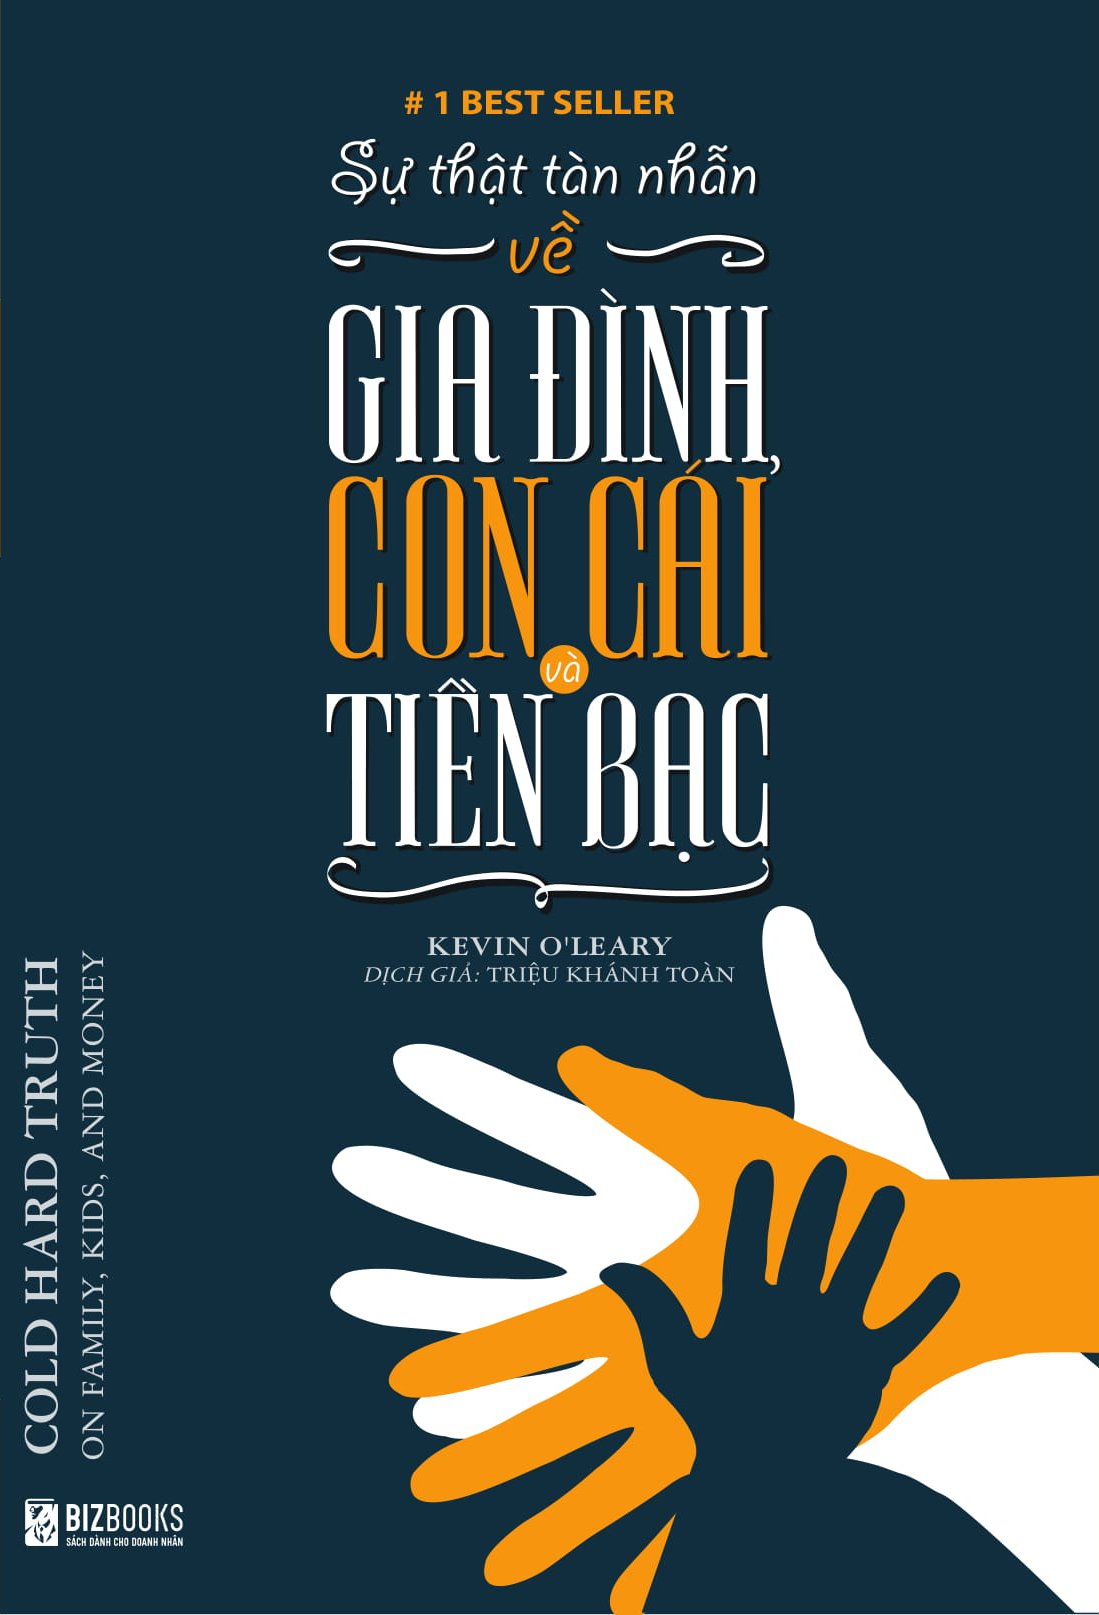 # 1 BEST SELLER
Sự thật tàn nhẫn
về
GIA ĐÌNH,
CON CÁI
và
TIỀN BẠC
KEVIN O'LEARY
DỊCH GIẢ: TRIỆU KHÁNH TOÀN
COLD HARD TRUTH
ON FAMILY, KIDS, AND MONEY
BIZBOOKS
SÁCH DÀNH CHO DOANH NHÂN